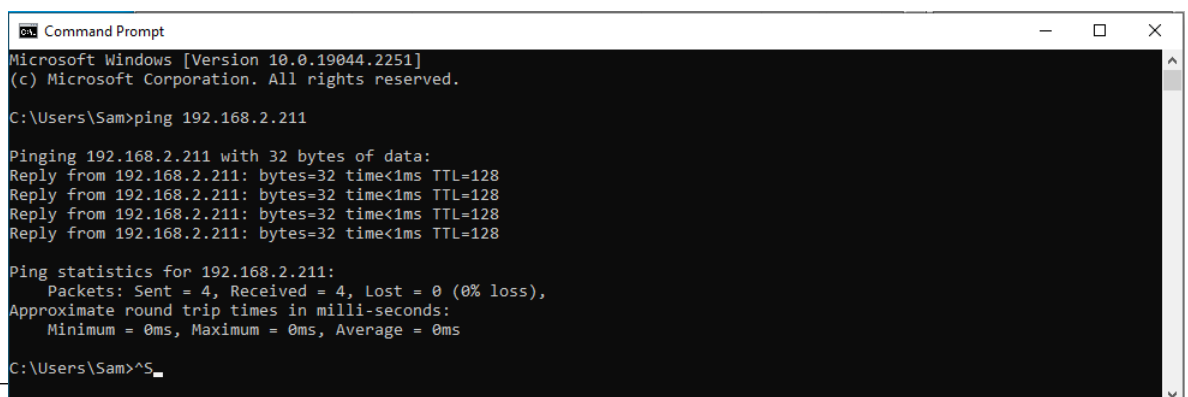 Command Prompt
Microsoft Windows [Version 10.0.19044.2251]
(c) Microsoft Corporation. All rights reserved.
C:\Users\Sam>ping 192.168.2.211
Pinging 192.168.2.211 with 32 bytes of data:
Reply from 192.168.2.211: bytes=32 time<1ms TTL=128
Reply from 192.168.2.211: bytes=32 time<1ms TTL=128
Reply from 192.168.2.211: bytes=32 time<1ms TTL=128
Reply from 192.168.2.211: bytes=32 time<1ms TTL=128
Ping statistics for 192.168.2.211:
    Packets: Sent = 4, Received = 4, Lost = 0 (0% loss),
Approximate round trip times in milli-seconds:
    Minimum = 0ms, Maximum = 0ms, Average = 0ms
C:\Users\Sam>^S